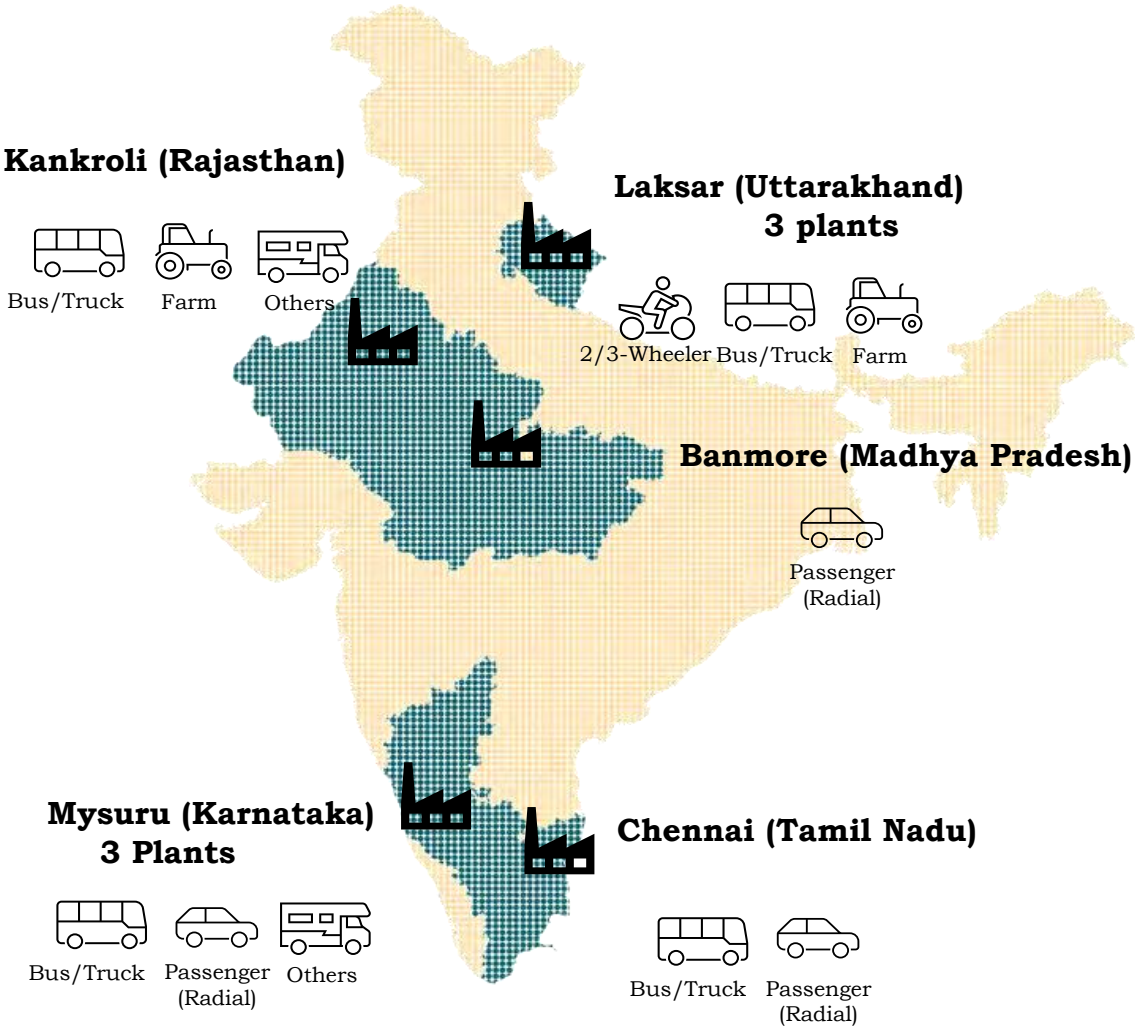 Kankroli (Rajasthan)
Bus/Truck
Farm
Others
Laksar (Uttarakhand)
3 plants
2/3-Wheeler
Bus/Truck
Farm
Banmore (Madhya Pradesh)
Passenger
(Radial)
Mysuru (Karnataka)
3 Plants
Bus/Truck
Passenger
(Radial)
Others
Chennai (Tamil Nadu)
Bus/Truck
Passenger
(Radial)